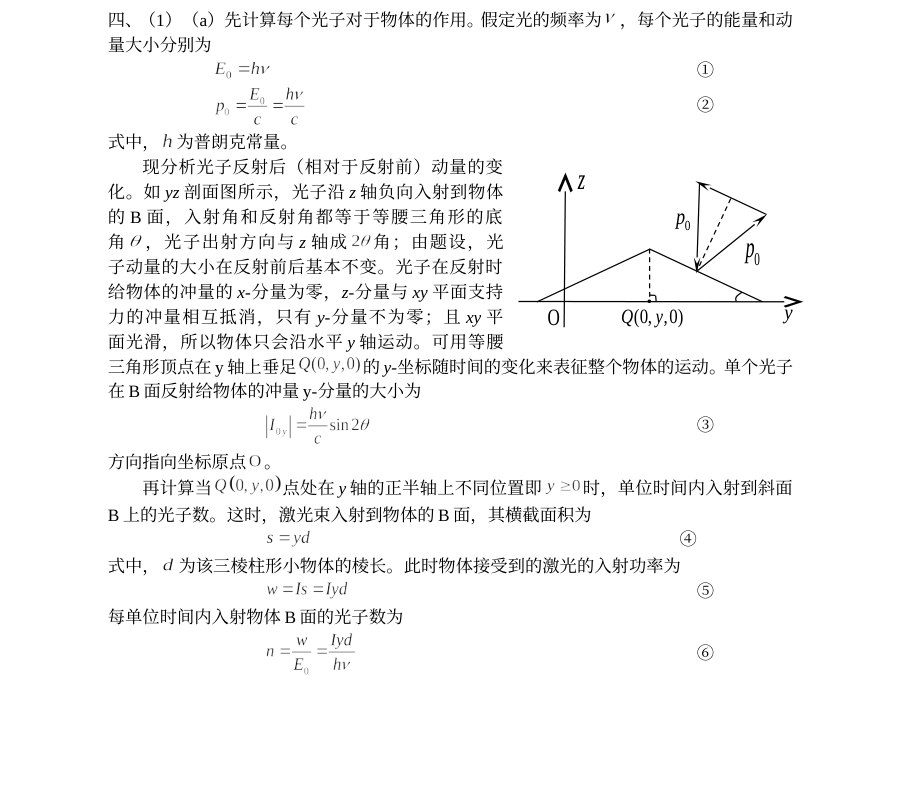 四、（1）（a）先计算每个光子对于物体的作用。假定光的频率为ν，每个光子的能量和动
量大小分别为
E₀=hν ①
p₀=E₀/c=hν/c ②
式中，h为普朗克常量。
现分析光子反射后（相对于反射前）动量的变
化。如 yz 剖面图所示，光子沿 z 轴负向入射到物体
的 B 面，入射角和反射角都等于等腰三角形的底
角θ，光子出射方向与 z 轴成2θ角；由题设，光
子动量的大小在反射前后基本不变。光子在反射时
给物体的冲量的 x-分量为零，z-分量与 xy 平面支持
力的冲量相互抵消，只有 y-分量不为零；且 xy 平
面光滑，所以物体只会沿水平 y 轴运动。可用等腰
z
p₀
p₀
O
Q(0, y,0)
y
三角形顶点在 y 轴上垂足Q(0, y,0)的 y-坐标随时间的变化来表征整个物体的运动。单个光子
在 B 面反射给物体的冲量 y-分量的大小为
|I₀y|=hν/c sin2θ ③
方向指向坐标原点O。
再计算当Q(0, y,0)点处在 y 轴的正半轴上不同位置即 y≥0时，单位时间内入射到斜面
B 上的光子数。这时，激光束入射到物体的 B 面，其横截面积为
s=yd ④
式中，d为该三棱柱形小物体的棱长。此时物体接受到的激光的入射功率为
w=Is=Iyd ⑤
每单位时间内入射物体 B 面的光子数为
n=w/E₀=Iyd/hν ⑥